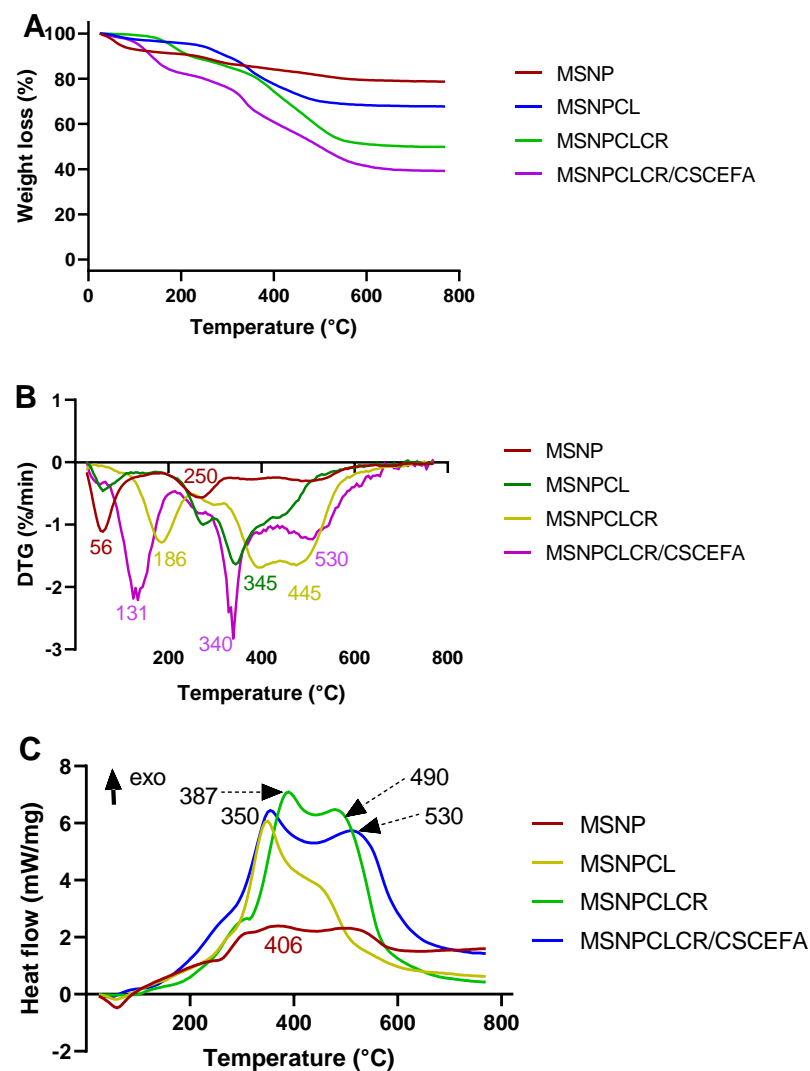 A
100
80
60
40
20
0
Weight loss (%)
0 200 400 600 800
Temperature (°C)
MSNP
MSNPCL
MSNPCLCR
MSNPCLCR/CSCEFA
B
1
0
-1
-2
-3
DTG (%/min)
250
56
186
131
345
340
445
530
200 400 600 800
Temperature (°C)
MSNP
MSNPCL
MSNPCLCR
MSNPCLCR/CSCEFA
C
8
6
4
2
0
-2
Heat flow (mW/mg)
exo
387
350
490
530
406
200 400 600 800
Temperature (°C)
MSNP
MSNPCL
MSNPCLCR
MSNPCLCR/CSCEFA